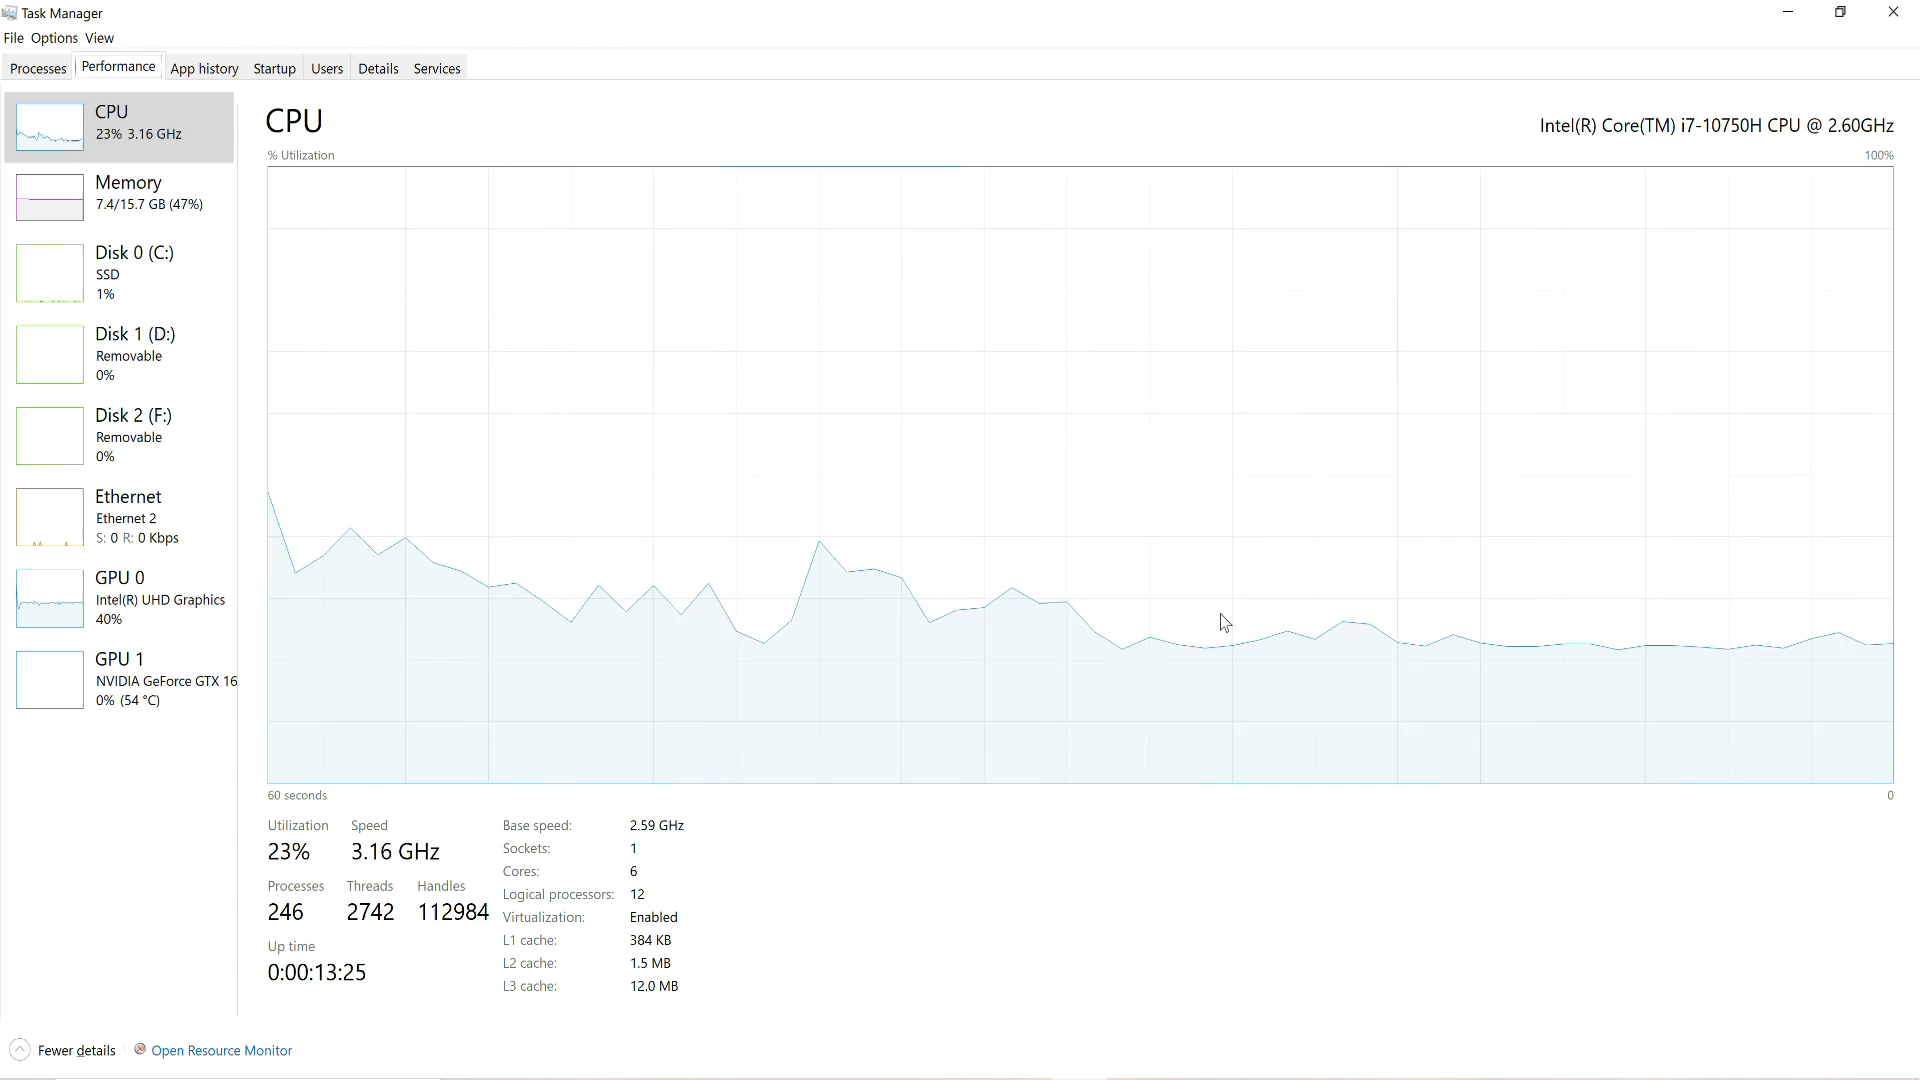 Task Manager
File Options View
Processes Performance App history Startup Users Details Services
CPU
23% 3.16 GHz
Memory
7.4/15.7 GB (47%)
Disk 0 (C:)
SSD
1%
Disk 1 (D:)
Removable
0%
Disk 2 (F:)
Removable
0%
Ethernet
Ethernet 2
S: 0 R: 0 Kbps
GPU 0
Intel(R) UHD Graphics
40%
GPU 1
NVIDIA GeForce GTX 16
0% (54 °C)
CPU
Intel(R) Core(TM) i7-10750H CPU @ 2.60GHz
% Utilization 100%
60 seconds 0
Utilization Speed
23% 3.16 GHz
Processes Threads Handles
246 2742 112984
Up time
0:00:13:25
Base speed: 2.59 GHz
Sockets: 1
Cores: 6
Logical processors: 12
Virtualization: Enabled
L1 cache: 384 KB
L2 cache: 1.5 MB
L3 cache: 12.0 MB
Fewer details Open Resource Monitor